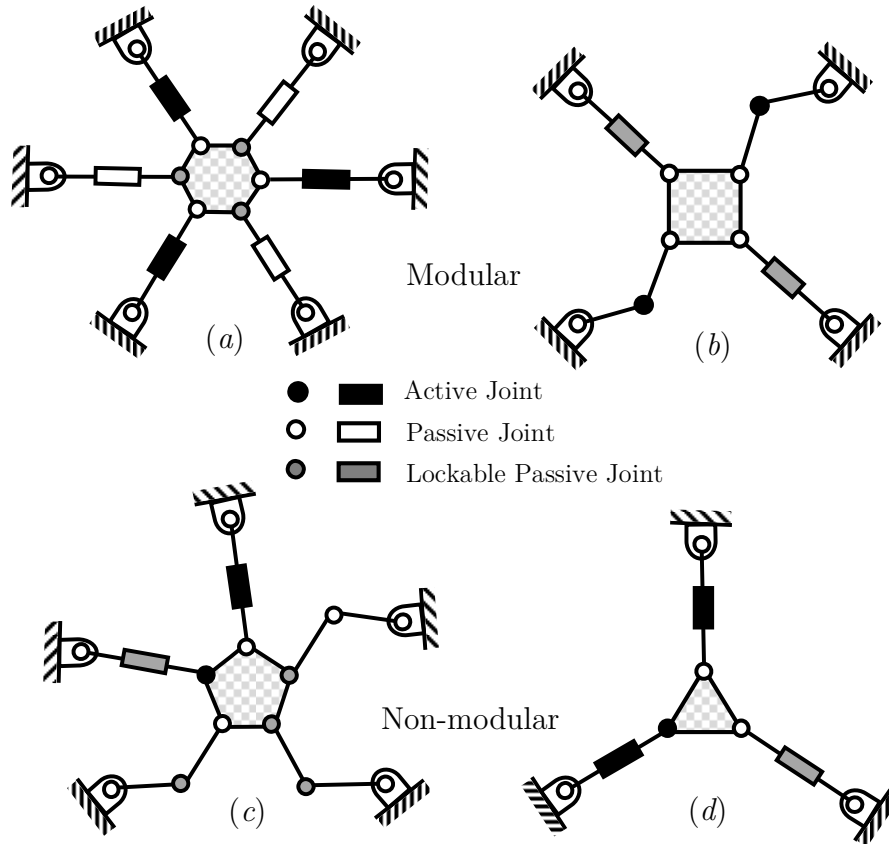 Modular
(a)
(b)
Active Joint
Passive Joint
Lockable Passive Joint
Non-modular
(c)
(d)